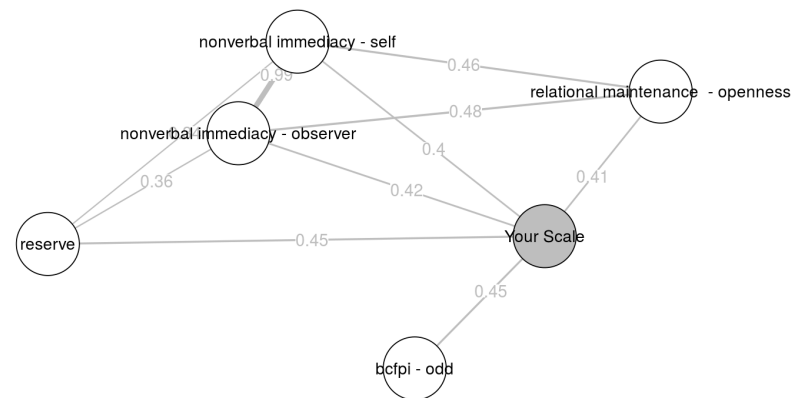 nonverbal immediacy - self
0.46
0.99
relational maintenance - openness
0.48
nonverbal immediacy - observer
0.4
0.36
0.41
0.42
reserve
0.45
Your Scale
0.45
bcfpi - odd